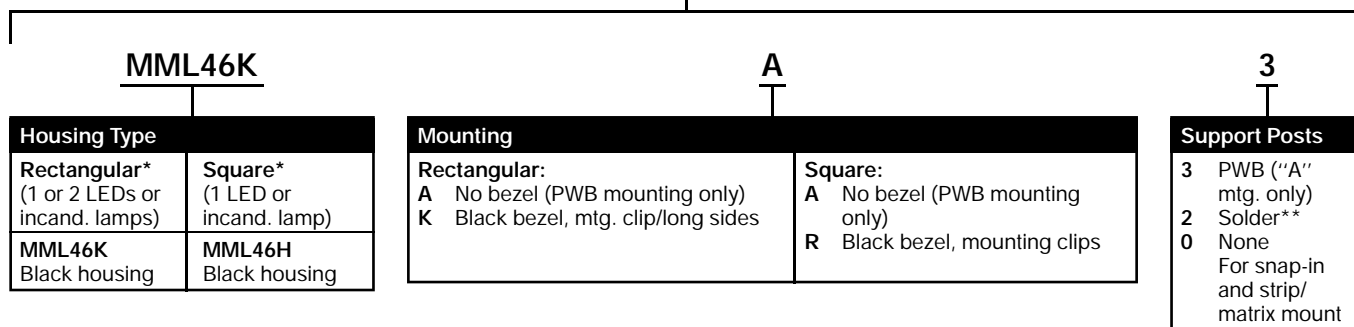 MML46K
A
3
Housing Type
Rectangular*
(1 or 2 LEDs or
incand. lamps)
Square*
(1 LED or
incand. lamp)
MML46K
Black housing
MML46H
Black housing
Mounting
Rectangular:
A No bezel (PWB mounting only)
K Black bezel, mtg. clip/long sides
Square:
A No bezel (PWB mounting
only)
R Black bezel, mounting clips
Support Posts
3 PWB (''A''
mtg. only)
2 Solder**
0 None
For snap-in
and strip/
matrix mount